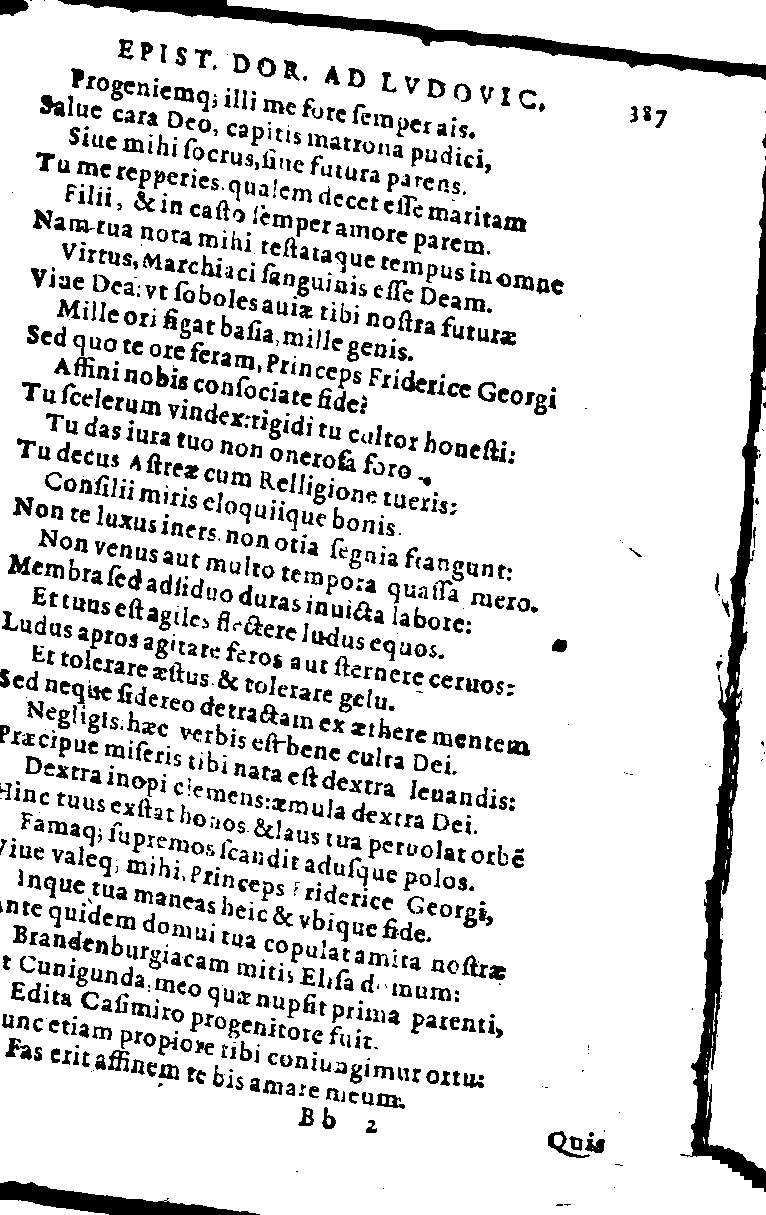 EPIST. DOR. AD LVDOVIC. 387
Progeniemq; illi me fore ſemper ais.
Salue cara Deo, capitis matrona pudici,
Siue mihi ſocrus, ſiue futura parens.
Tu me repperies. qualem decet eſſe maritam
Filii, & in caſto ſemper amore parem.
Nam tua nota mihi teſtataque tempus in omne
Virtus, Marchiaci ſanguinis eſſe Deam.
Viue Dea: vt ſoboles auiæ tibi noſtra futuræ
Mille ori figat baſia, mille genis.
Sed quo te ore feram, Princeps Friderice Georgi
Affini nobis conſociate fide?
Tu ſcelerum vindex: rigidi tu cultor honeſti:
Tu das iura tuo non oneroſa foro.
Tu decus Aſtreæ cum Relligione tueris:
Conſilii miris eloquiique bonis.
Non te luxus iners. non otia ſegnia frangunt:
Non venus aut multo tempora quaſſa mero.
Membra ſed adſiduo duras inuicta labore:
Et tuus eſt agiles flectere ludus equos.
Ludus apros agitare feros aut ſternere ceruos:
Et tolerare æſtus. & tolerare gelu.
Sed neque ſidereo detractam ex æthere mentem
Negligis. hæc verbis eſt bene culta Dei.
Præcipue miſeris tibi nata eſt dextra leuandis:
Dextra inopi clemens: æmula dextra Dei.
Hinc tuus exſtat honos. & laus tua peruolat orbē
Famaq; ſupremos ſcandit aduſque polos.
Viue valeq; mihi, Princeps Friderice Georgi,
Inque tua maneas heic & vbique fide.
Ante quidem domui tua copulat amita noſtræ
Brandenburgiacam mitis Eliſa domum:
t Cunigunda, meo quæ nupſit prima parenti,
Edita Caſimiro progenitore fuit.
unc etiam propiore tibi coniungimur ortu:
Fas erit affinem te bis amare meum.
Bb 2
Quis